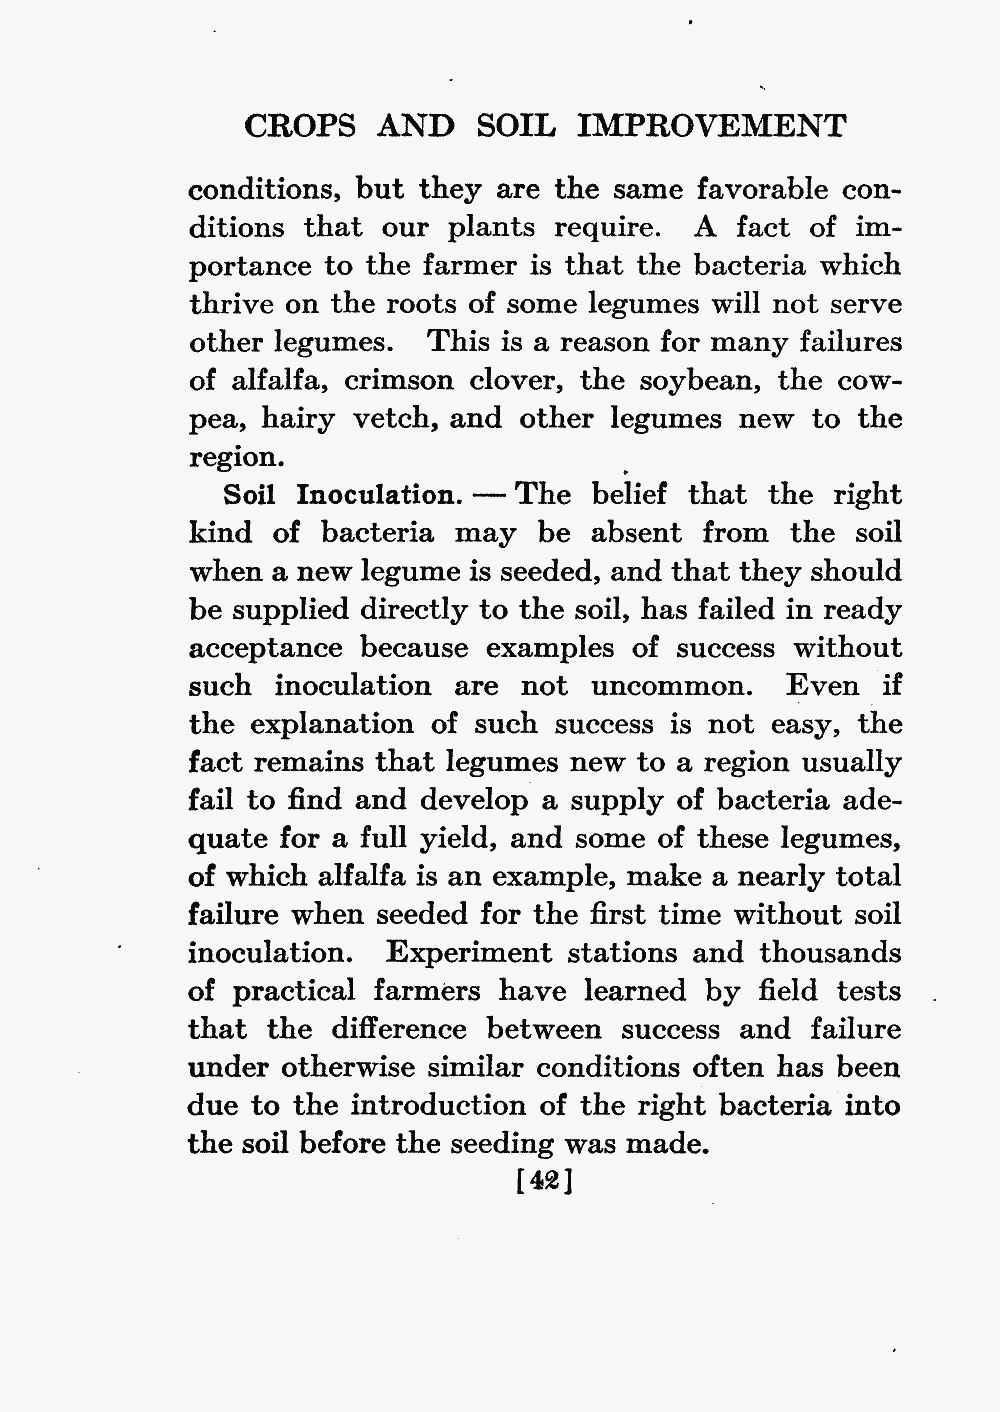 CROPS AND SOIL IMPROVEMENT
conditions, but they are the same favorable con-
ditions that our plants require. A fact of im-
portance to the farmer is that the bacteria which
thrive on the roots of some legumes will not serve
other legumes. This is a reason for many failures
of alfalfa, crimson clover, the soybean, the cow-
pea, hairy vetch, and other legumes new to the
region.
Soil Inoculation. — The belief that the right
kind of bacteria may be absent from the soil
when a new legume is seeded, and that they should
be supplied directly to the soil, has failed in ready
acceptance because examples of success without
such inoculation are not uncommon. Even if
the explanation of such success is not easy, the
fact remains that legumes new to a region usually
fail to find and develop a supply of bacteria ade-
quate for a full yield, and some of these legumes,
of which alfalfa is an example, make a nearly total
failure when seeded for the first time without soil
inoculation. Experiment stations and thousands
of practical farmers have learned by field tests
that the difference between success and failure
under otherwise similar conditions often has been
due to the introduction of the right bacteria into
the soil before the seeding was made.
[42]